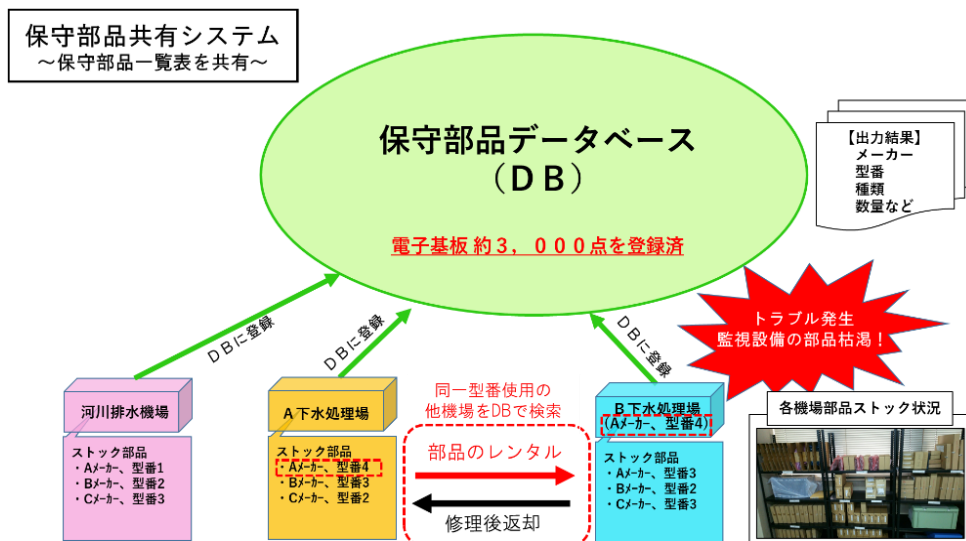 保守部品共有システム
～保守部品一覧表を共有～
保守部品データベース
（ＤＢ）
電子基板 約３，０００点を登録済
【出力結果】
メーカー
型番
種類
数量など
トラブル発生
監視設備の部品枯渇！
ＤＢに登録
ＤＢに登録
ＤＢに登録
河川排水機場
ストック部品
・Aﾒｰｶｰ、型番1
・Bﾒｰｶｰ、型番2
・Cﾒｰｶｰ、型番3
Ａ下水処理場
ストック部品
・Aﾒｰｶｰ、型番4
・Bﾒｰｶｰ、型番3
・Cﾒｰｶｰ、型番2
同一型番使用の
他機場をDBで検索
部品のレンタル
修理後返却
Ｂ下水処理場
(Aﾒｰｶｰ、型番4)
ストック部品
・Aﾒｰｶｰ、型番3
・Bﾒｰｶｰ、型番2
・Cﾒｰｶｰ、型番3
各機場部品ストック状況